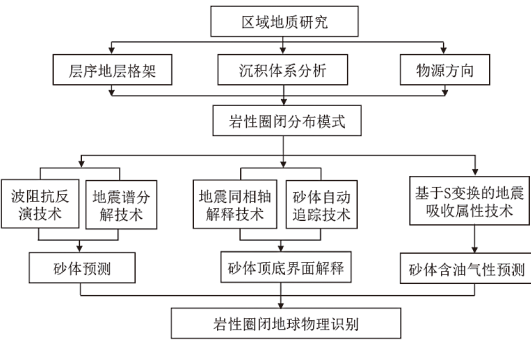 区域地质研究
层序地层格架
沉积体系分析
物源方向
岩性圈闭分布模式
波阻抗反
演技术
地震谱分
解技术
地震同相轴
解释技术
砂体自动
追踪技术
基于S变换的地震
吸收属性技术
砂体预测
砂体顶底界面解释
砂体含油气性预测
岩性圈闭地球物理识别